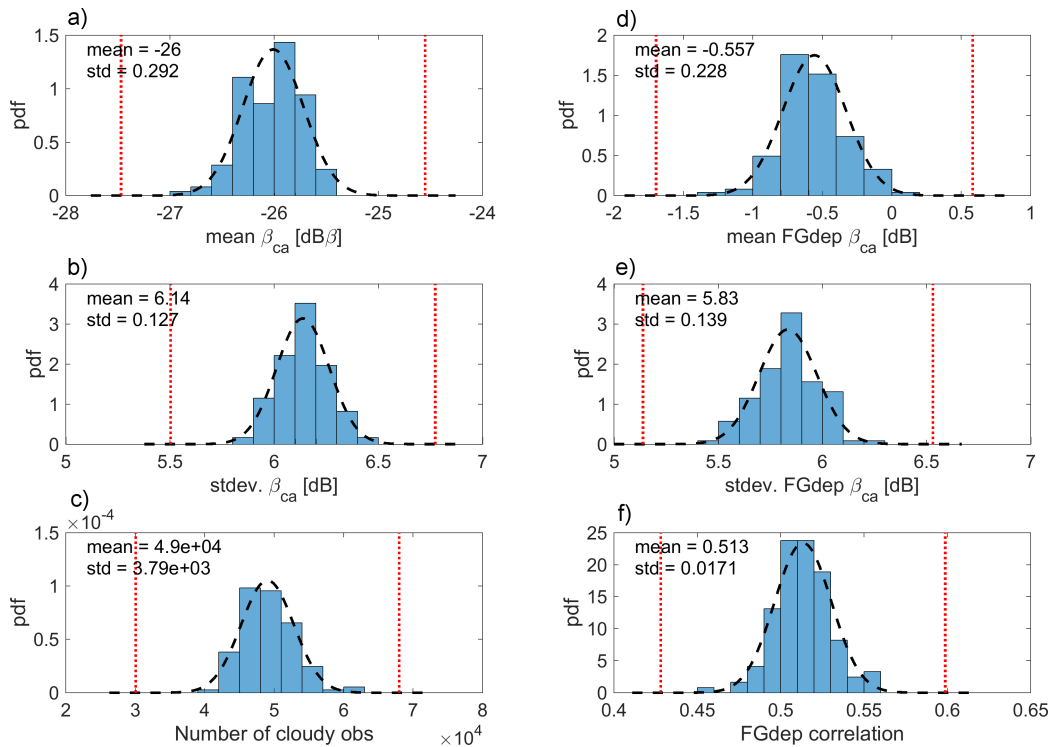 a)
mean = -26
std = 0.292
pdf
1.5
1
0.5
0
-28 -27 -26 -25 -24
mean β_ca [dBβ]
d)
mean = -0.557
std = 0.228
pdf
2
1.5
1
0.5
0
-2 -1.5 -1 -0.5 0 0.5 1
mean FGdep β_ca [dB]
b)
mean = 6.14
std = 0.127
pdf
4
3
2
1
0
5 5.5 6 6.5 7
stdev. β_ca [dB]
e)
mean = 5.83
std = 0.139
pdf
4
3
2
1
0
5 5.5 6 6.5 7
stdev. FGdep β_ca [dB]
c)
×10^-4
mean = 4.9e+04
std = 3.79e+03
pdf
1.5
1
0.5
0
2 3 4 5 6 7 8
Number of cloudy obs
×10^4
f)
mean = 0.513
std = 0.0171
pdf
25
20
15
10
5
0
0.4 0.45 0.5 0.55 0.6 0.65
FGdep correlation